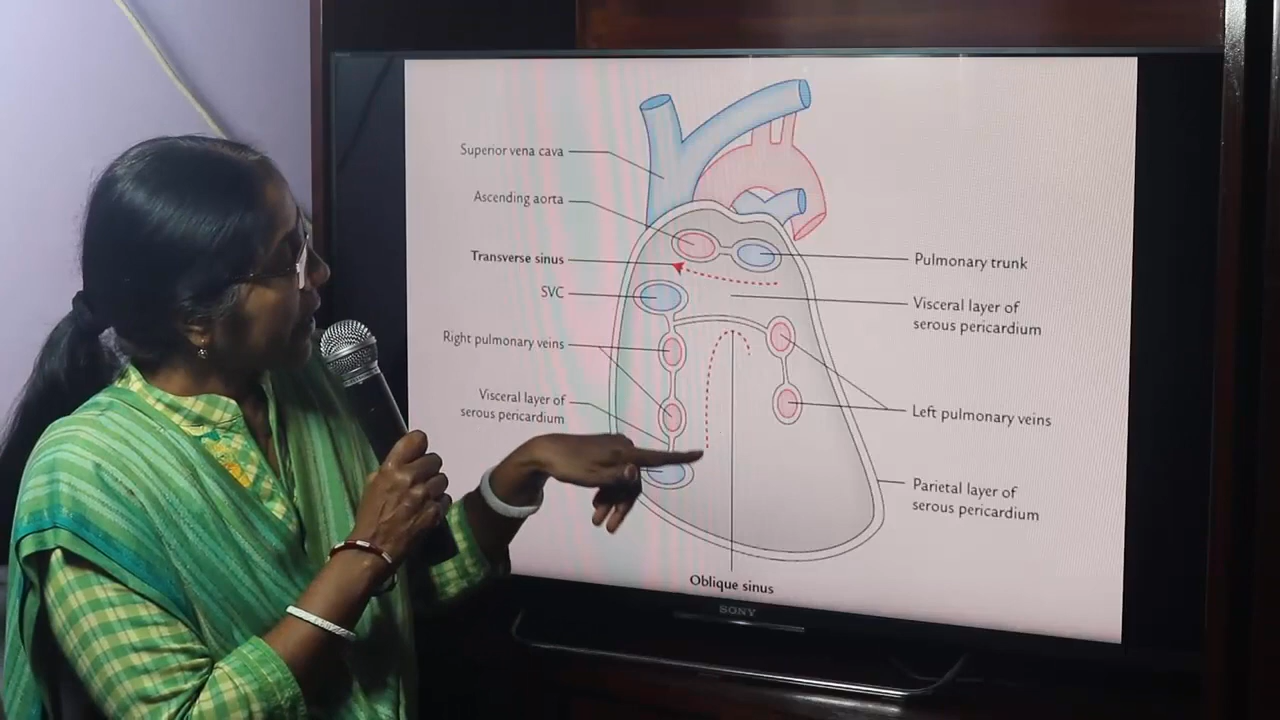 Superior vena cava
Ascending aorta
Transverse sinus
SVC
Right pulmonary veins
Visceral layer of
serous pericardium
Pulmonary trunk
Visceral layer of
serous pericardium
Left pulmonary veins
Parietal layer of
serous pericardium
Oblique sinus
SONY